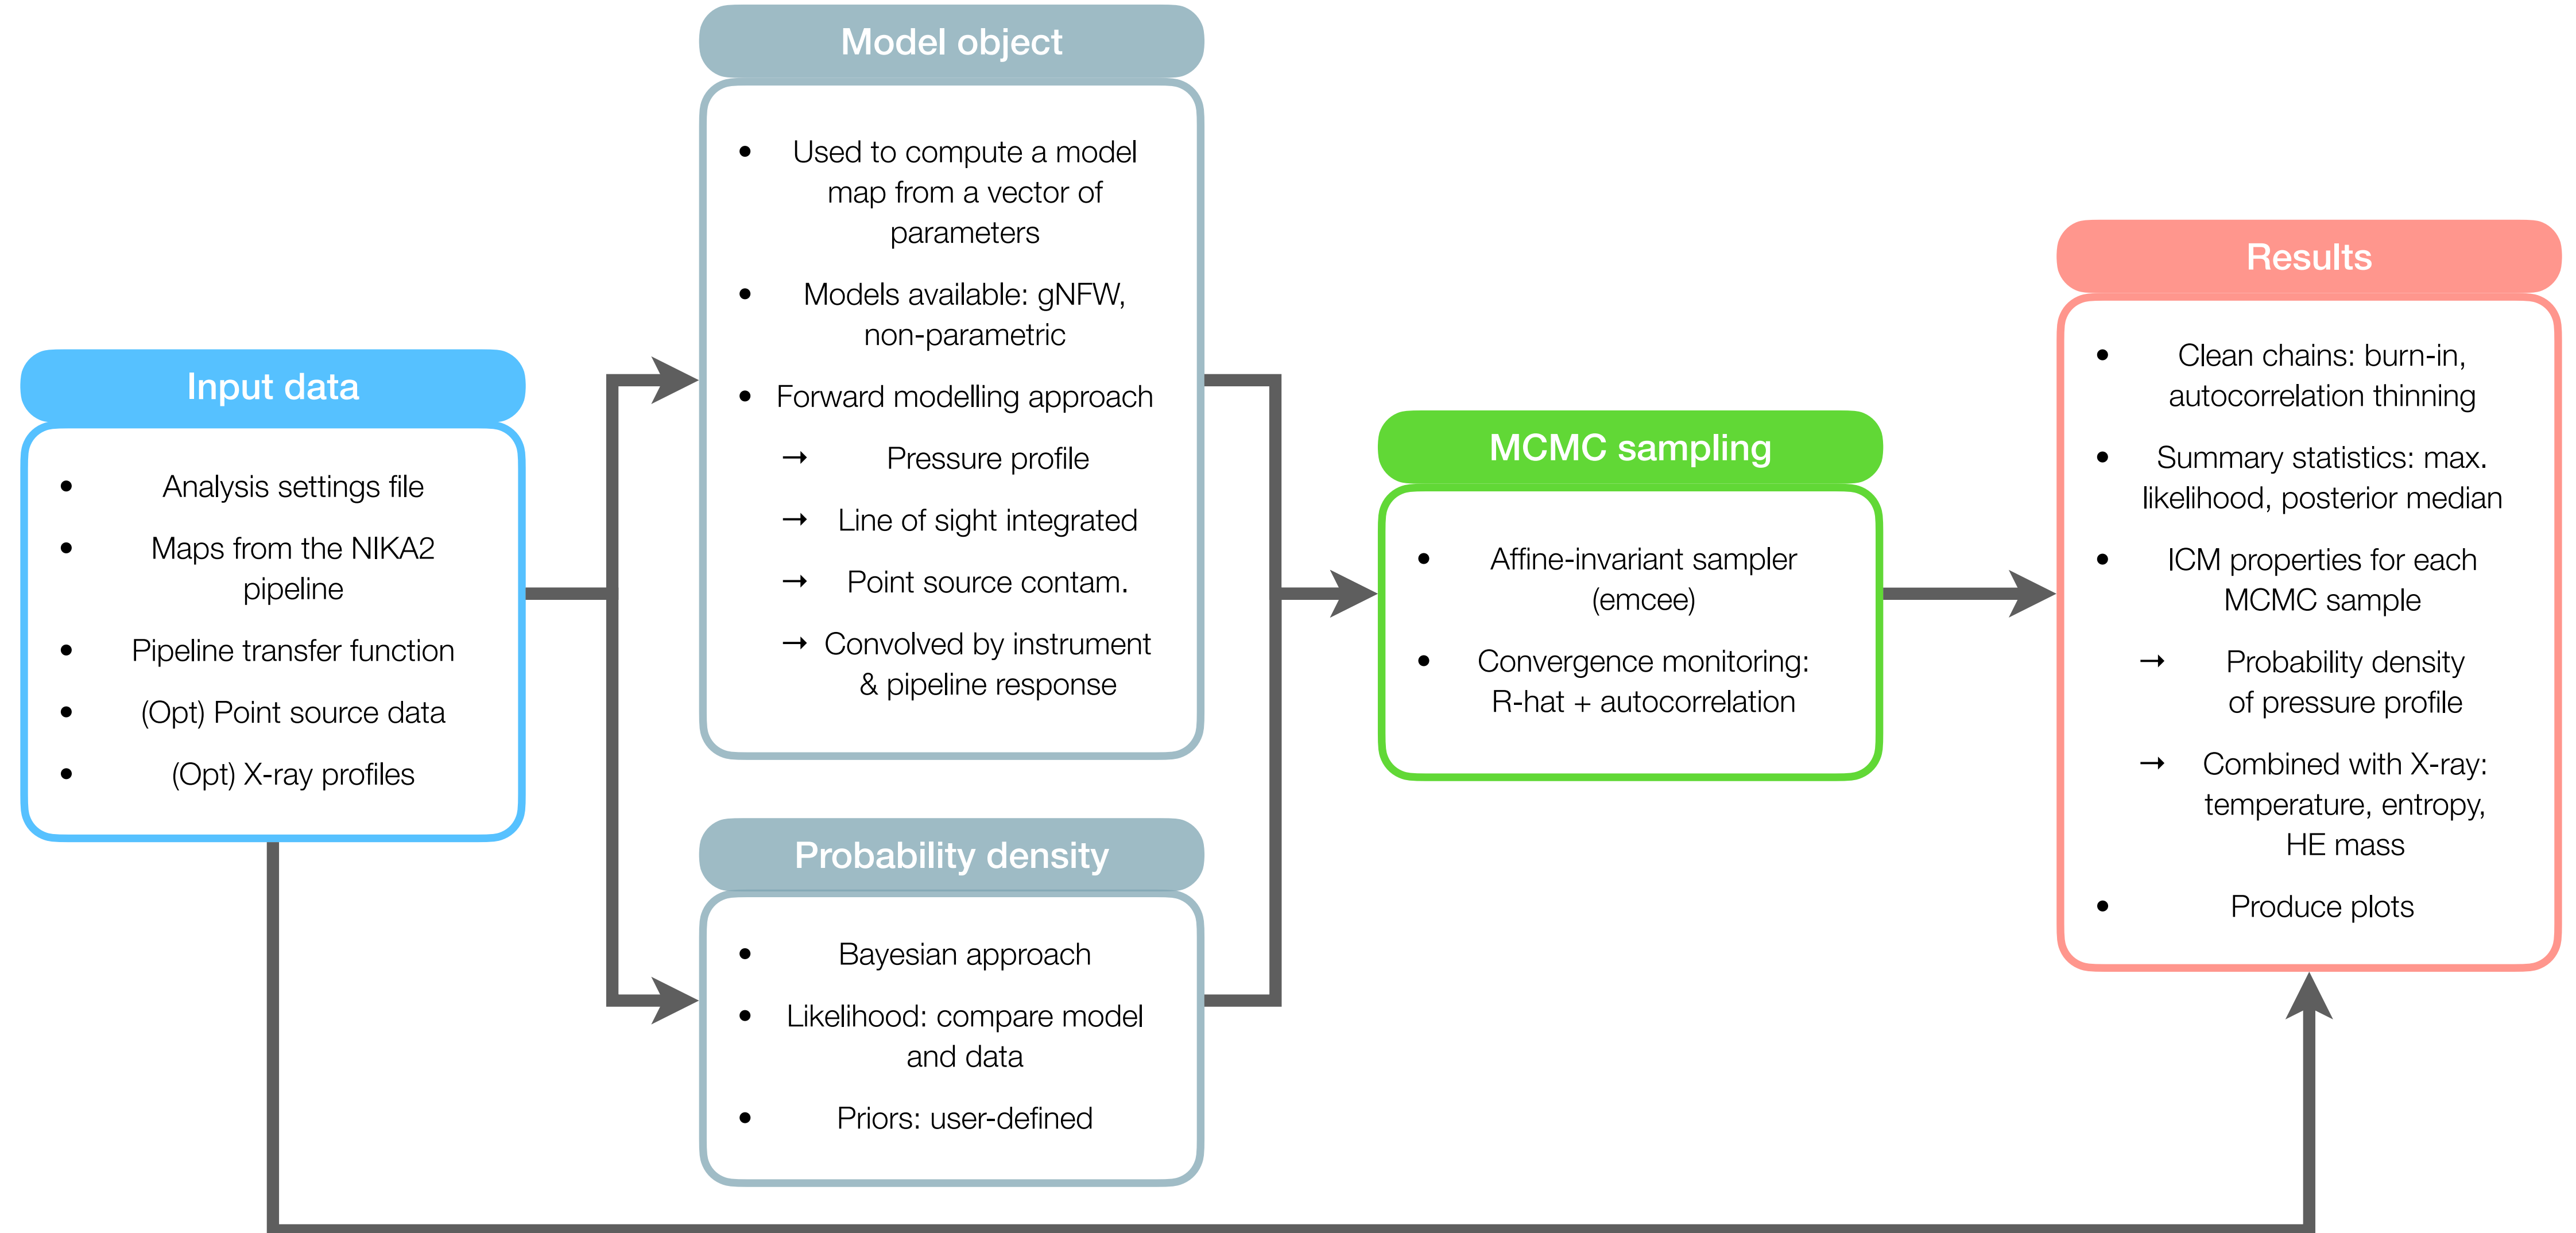 Input data
• Analysis settings file
• Maps from the NIKA2
pipeline
• Pipeline transfer function
• (Opt) Point source data
• (Opt) X-ray profiles
Model object
• Used to compute a model
map from a vector of
parameters
• Models available: gNFW,
non-parametric
• Forward modelling approach
→ Pressure profile
→ Line of sight integrated
→ Point source contam.
→ Convolved by instrument
& pipeline response
Probability density
• Bayesian approach
• Likelihood: compare model
and data
• Priors: user-defined
MCMC sampling
• Affine-invariant sampler
(emcee)
• Convergence monitoring:
R-hat + autocorrelation
Results
• Clean chains: burn-in,
autocorrelation thinning
• Summary statistics: max.
likelihood, posterior median
• ICM properties for each
MCMC sample
→ Probability density
of pressure profile
→ Combined with X-ray:
temperature, entropy,
HE mass
• Produce plots